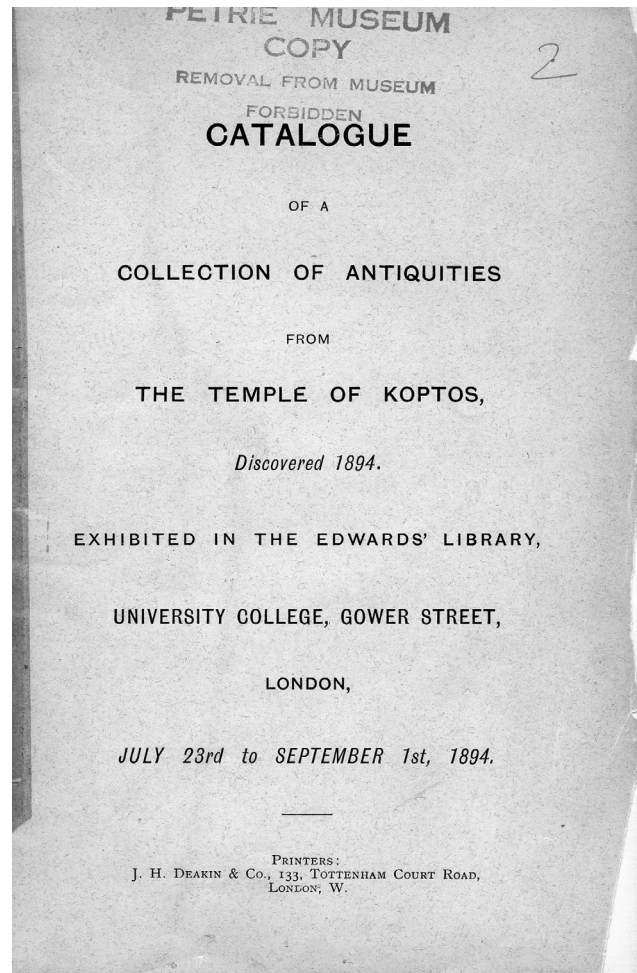 PETRIE MUSEUM
COPY
REMOVAL FROM MUSEUM
FORBIDDEN
2
CATALOGUE
OF A
COLLECTION OF ANTIQUITIES
FROM
THE TEMPLE OF KOPTOS,
Discovered 1894.
EXHIBITED IN THE EDWARDS' LIBRARY,
UNIVERSITY COLLEGE, GOWER STREET,
LONDON,
JULY 23rd to SEPTEMBER 1st, 1894.
PRINTERS:
J. H. DEAKIN & CO., 133, TOTTENHAM COURT ROAD,
LONDON, W.